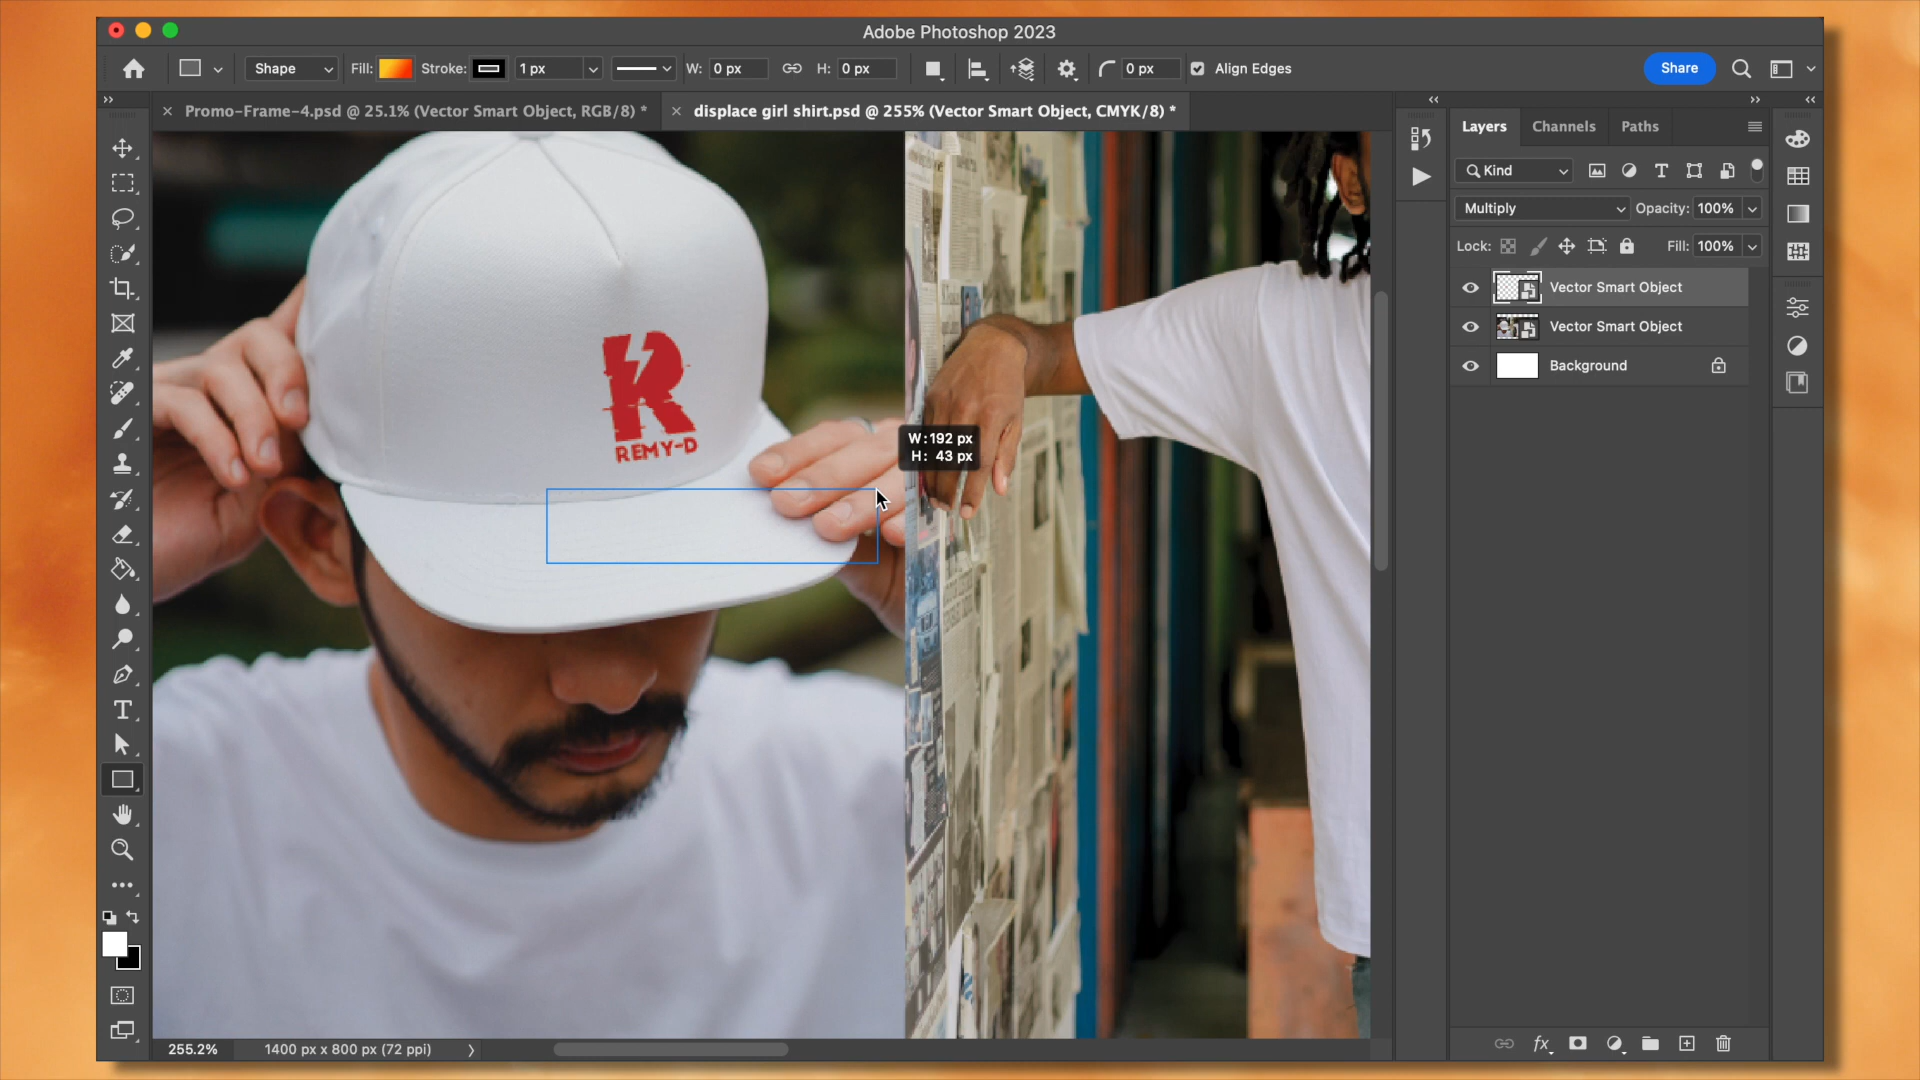 Adobe Photoshop 2023
Shape
Fill:
Stroke:
1 px
W: 0 px
H: 0 px
0 px
Align Edges
Share
Promo-Frame-4.psd @ 25.1% (Vector Smart Object, RGB/8) *
displace girl shirt.psd @ 255% (Vector Smart Object, CMYK/8) *
Layers
Channels
Paths
Kind
Multiply
Opacity: 100%
Lock:
Fill: 100%
Vector Smart Object
Vector Smart Object
Background
R
REMY-D
W: 192 px
H: 43 px
255.2%
1400 px x 800 px (72 ppi)